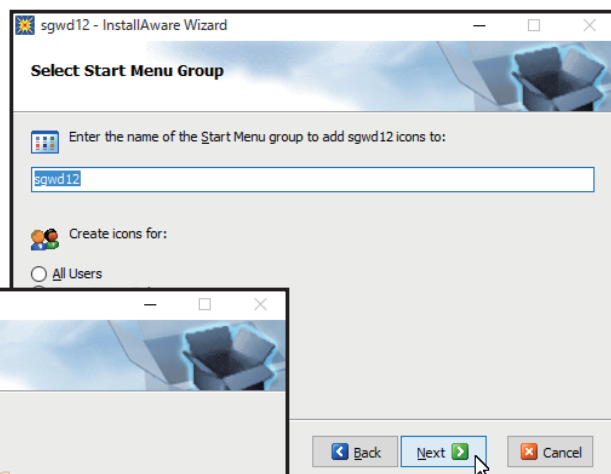 sgwd12 - InstallAware Wizard
Select Start Menu Group
Enter the name of the Start Menu group to add sgwd12 icons to:
sgwd12
Create icons for:
All Users
Back Next Cancel